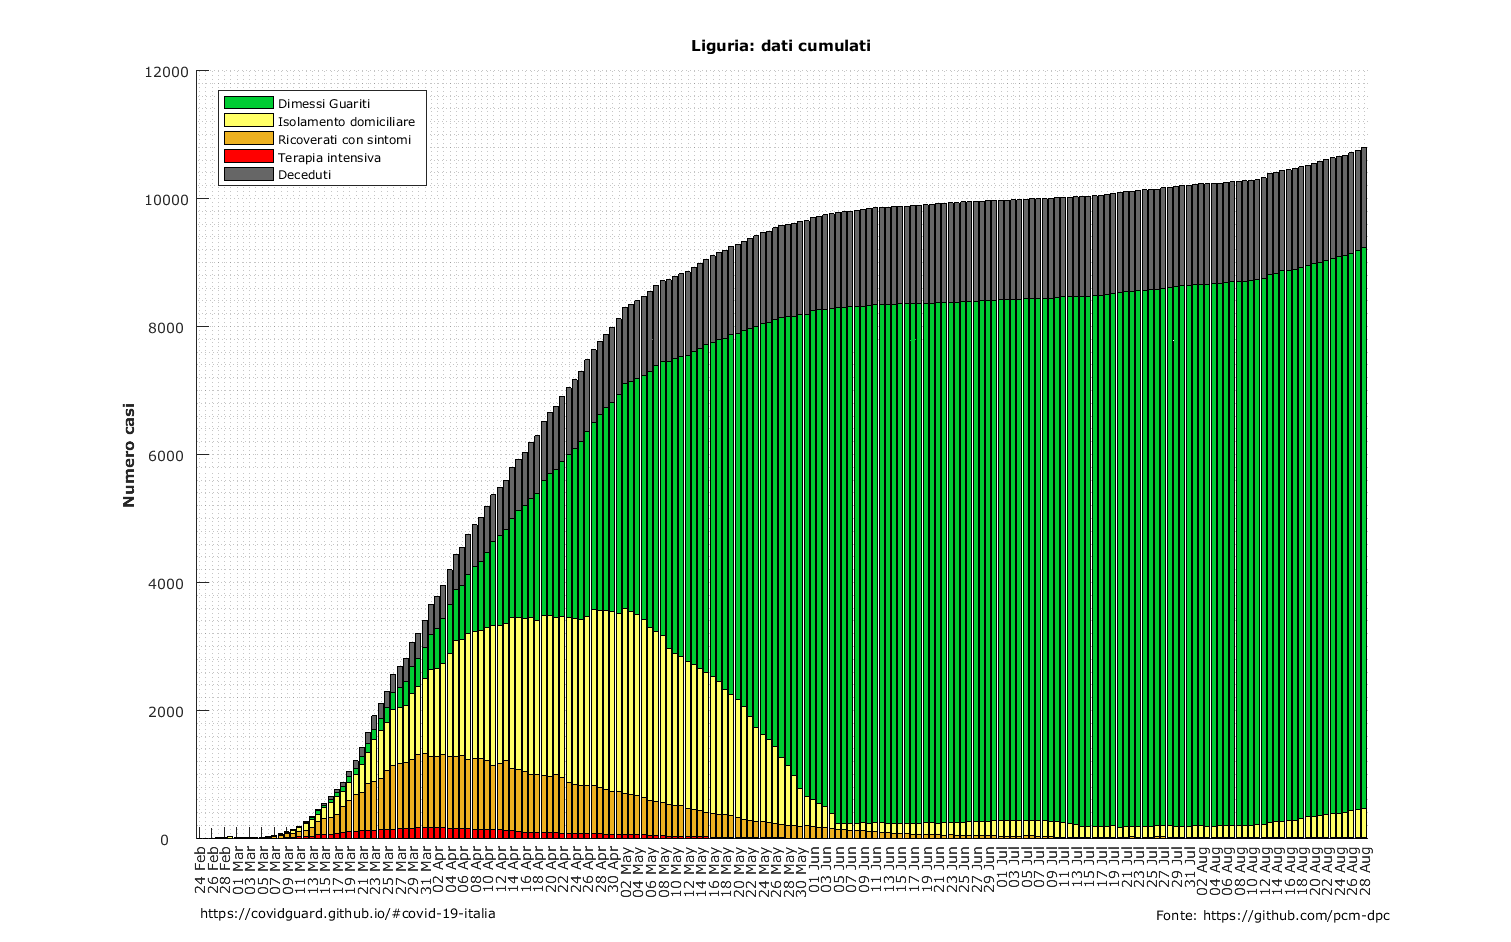 Liguria: dati cumulati
12000
10000
8000
6000
4000
2000
0
Numero casi
Dimessi Guariti
Isolamento domiciliare
Ricoverati con sintomi
Terapia intensiva
Deceduti
24 Feb
26 Feb
28 Feb
01 Mar
03 Mar
05 Mar
07 Mar
09 Mar
11 Mar
13 Mar
15 Mar
17 Mar
19 Mar
21 Mar
23 Mar
25 Mar
27 Mar
29 Mar
31 Mar
02 Apr
04 Apr
06 Apr
08 Apr
10 Apr
12 Apr
14 Apr
16 Apr
18 Apr
20 Apr
22 Apr
24 Apr
26 Apr
28 Apr
30 Apr
02 May
04 May
06 May
08 May
10 May
12 May
14 May
16 May
18 May
20 May
22 May
24 May
26 May
28 May
30 May
01 Jun
03 Jun
05 Jun
07 Jun
09 Jun
11 Jun
13 Jun
15 Jun
17 Jun
19 Jun
21 Jun
23 Jun
25 Jun
27 Jun
29 Jun
01 Jul
03 Jul
05 Jul
07 Jul
09 Jul
11 Jul
13 Jul
15 Jul
17 Jul
19 Jul
21 Jul
23 Jul
25 Jul
27 Jul
29 Jul
31 Jul
02 Aug
04 Aug
06 Aug
08 Aug
10 Aug
12 Aug
14 Aug
16 Aug
18 Aug
20 Aug
22 Aug
24 Aug
26 Aug
28 Aug
https://covidguard.github.io/#covid-19-italia
Fonte: https://github.com/pcm-dpc